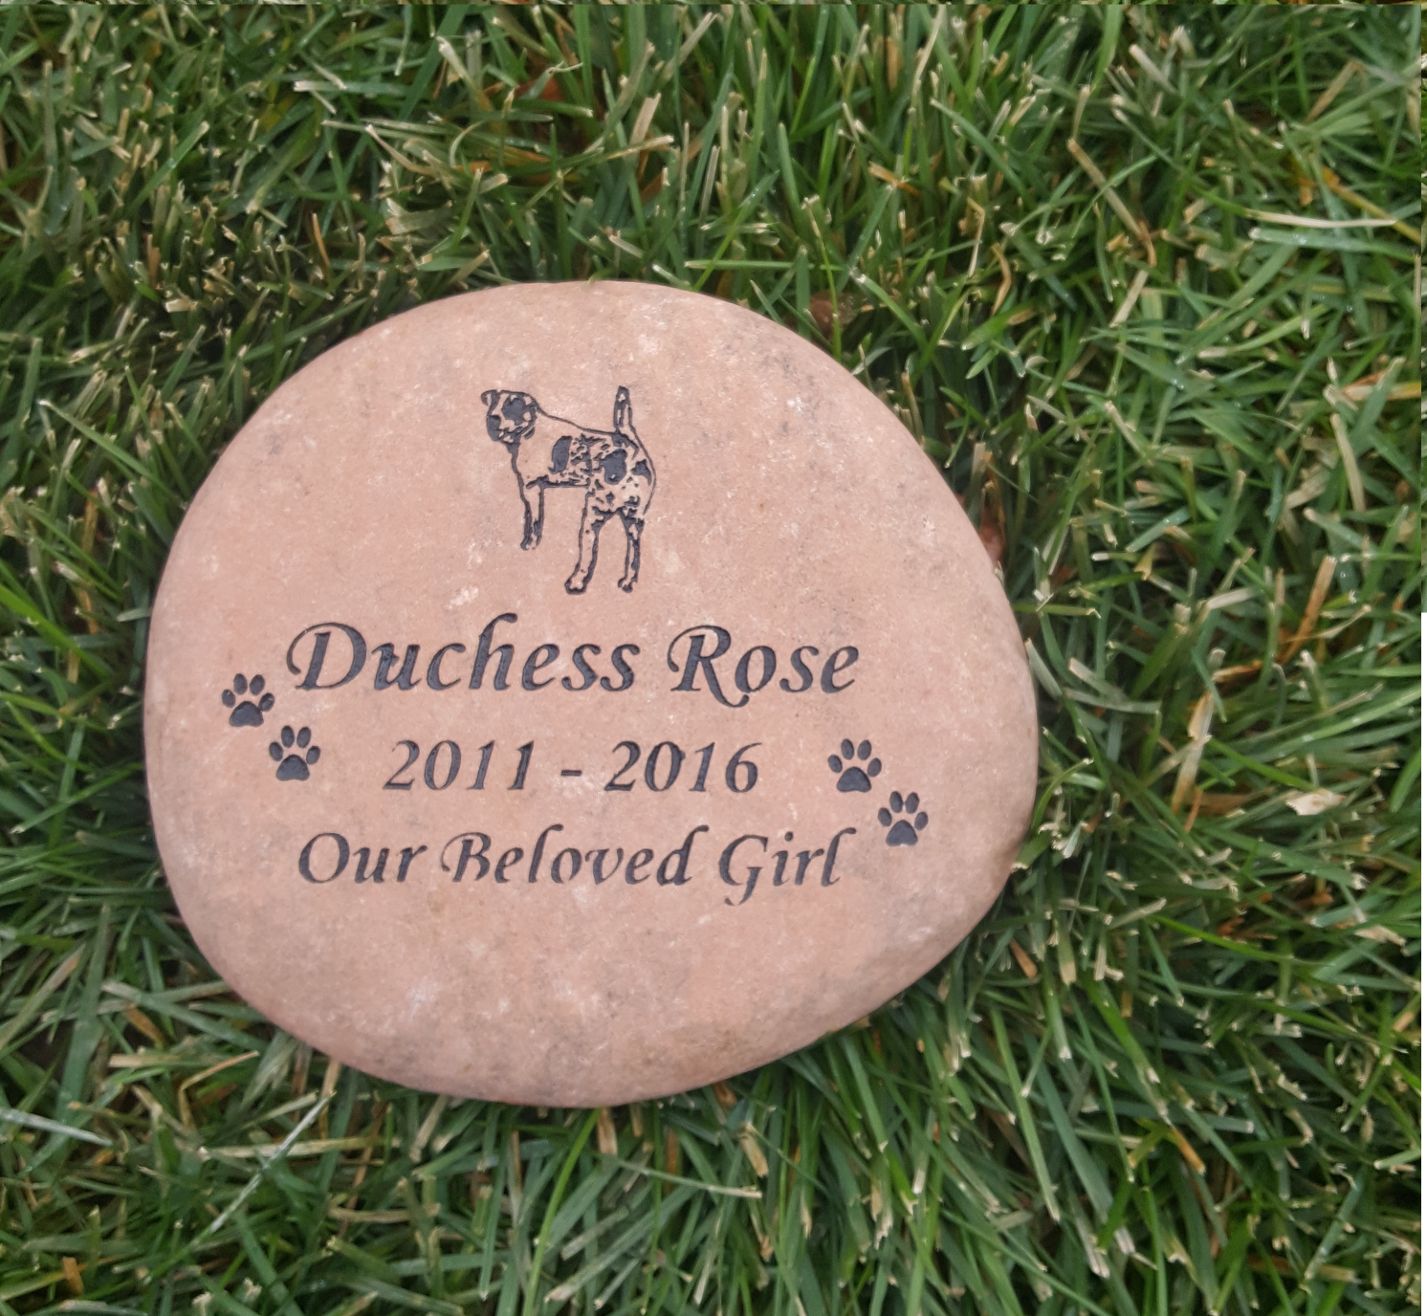 Duchess Rose
2011 - 2016
Our Beloved Girl